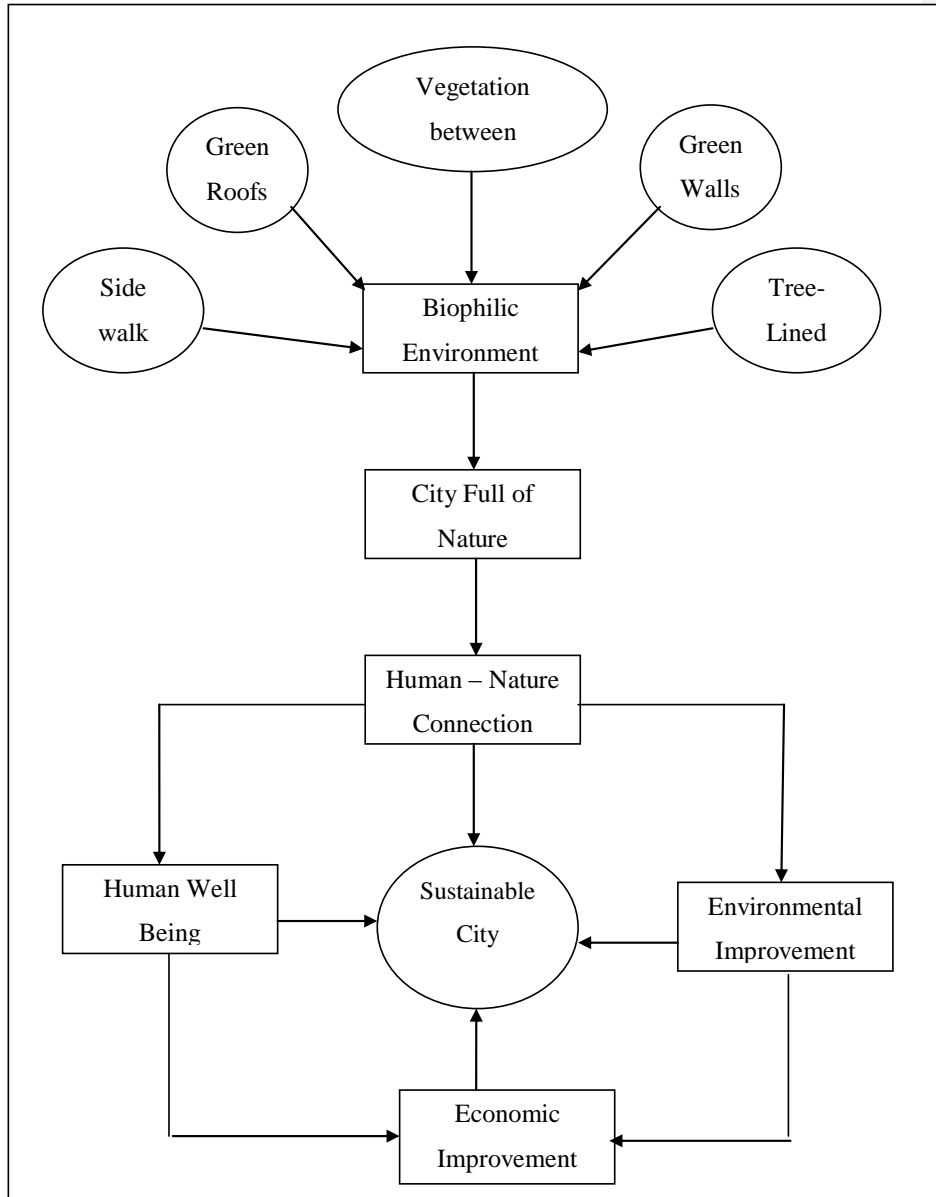 Vegetation
between
Green
Roofs
Green
Walls
Side
walk
Biophilic
Environment
Tree-
Lined
City Full of
Nature
Human – Nature
Connection
Human Well
Being
Sustainable
City
Environmental
Improvement
Economic
Improvement